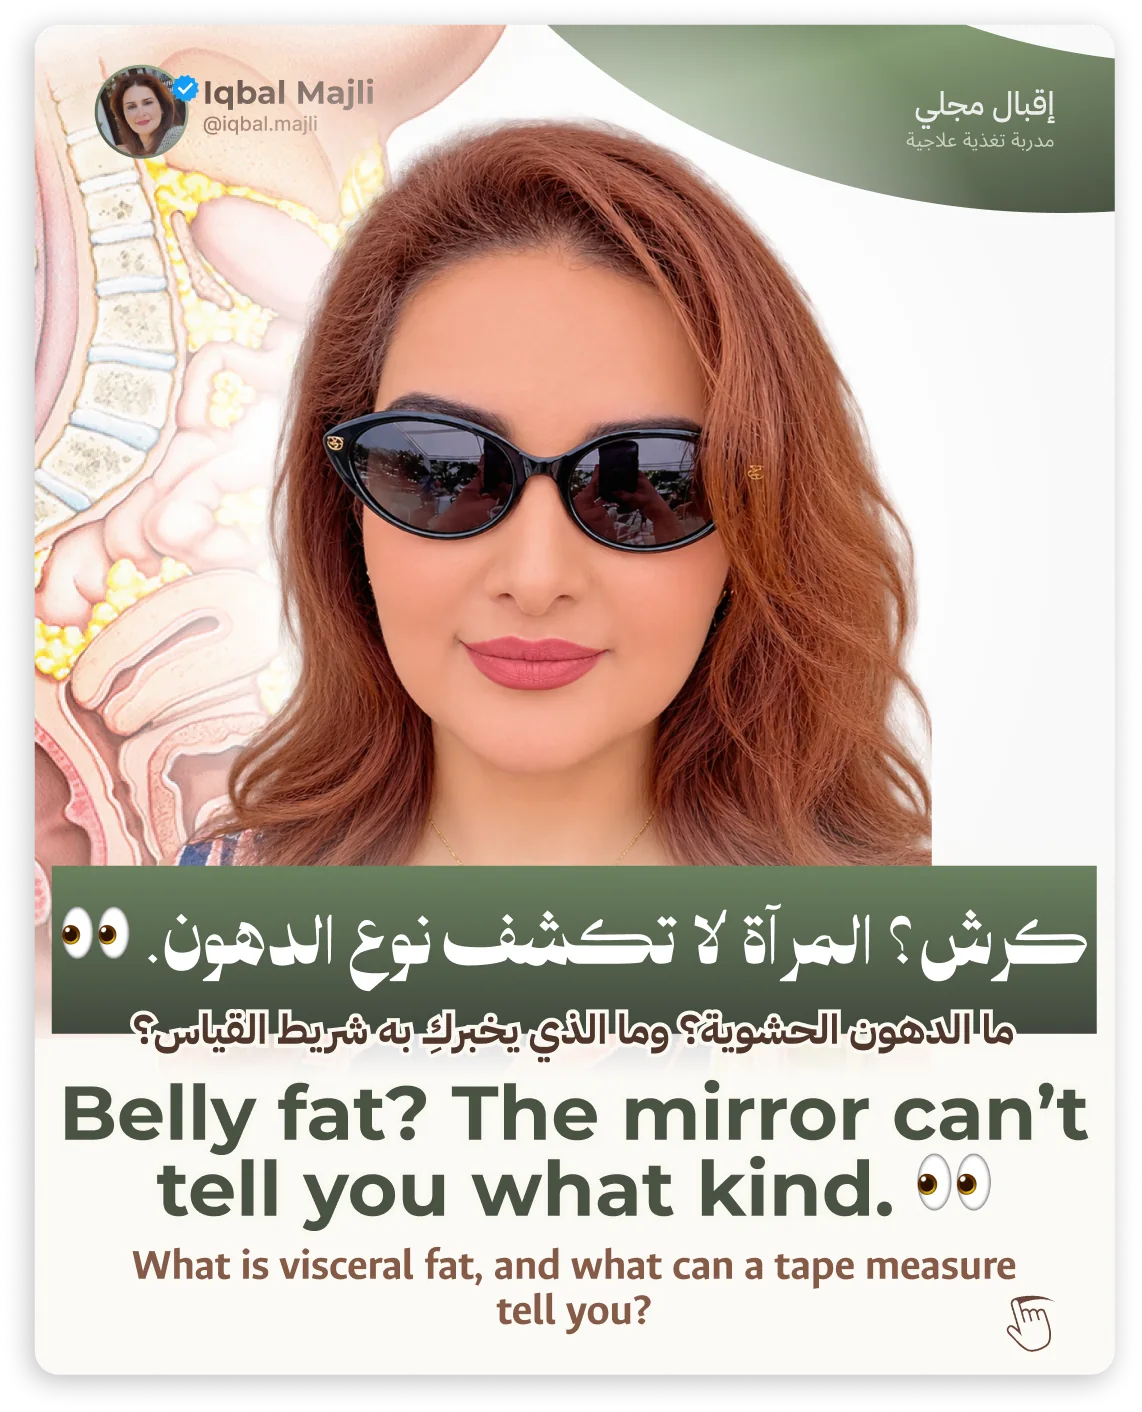 Iqbal Majli
@iqbal.majli
إقبال مجلي
مدربة تغذية علاجية
كرش؟ المرآة لا تكشف نوع الدهون. 👀
ما الدهون الحشوية؟ وما الذي يخبركِ به شريط القياس؟
Belly fat? The mirror can’t
tell you what kind. 👀
What is visceral fat, and what can a tape measure
tell you?